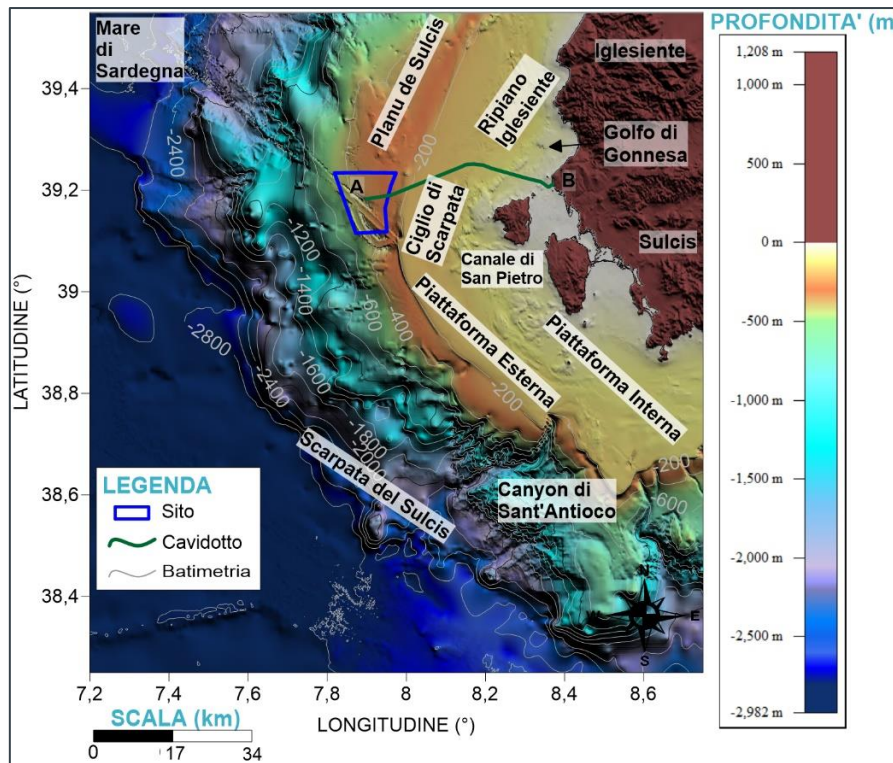 PROFONDITA' (m
1,208 m
1,000 m
500 m
0 m
-500 m
-1,000 m
-1,500 m
-2,000 m
-2,500 m
-2,982 m
Mare
di
Sardegna
Planu de Sulcis
Ripiano
Iglesiente
Iglesiente
Golfo di
Gonnesa
A
B
Ciglio di
Scarpata
Canale di
San Pietro
Sulcis
Piattaforma Esterna
Piattaforma Interna
Scarpata del Sulcis
Canyon di
Sant'Antioco
-2400
-200
-1200
-1400
-600
-400
-2800
-2400
-1600
-1800
-2000
-200
200
-600
LEGENDA
Sito
Cavidotto
Batimetria
N
E
S
LATITUDINE (°)
39,4
39,2
39
38,8
38,6
38,4
7,2
7,4
7,6
7,8
8
8,2
8,4
8,6
LONGITUDINE (°)
SCALA (km)
0
17
34